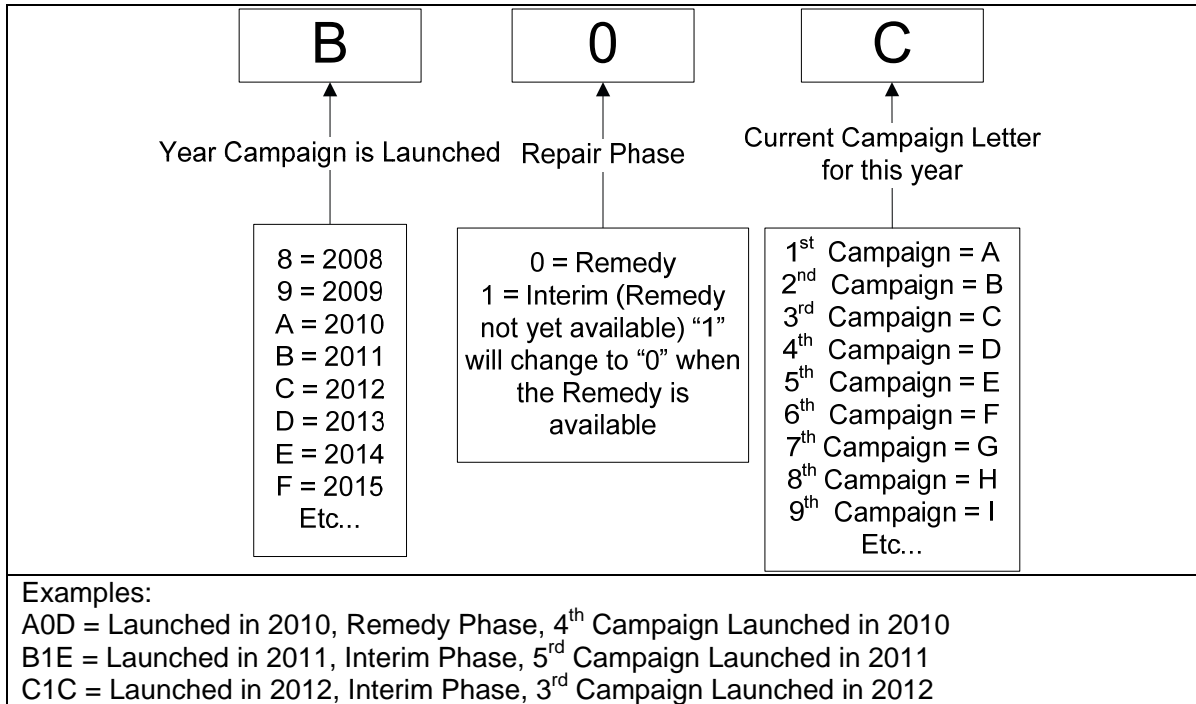 B 0 C
Year Campaign is Launched
Repair Phase
Current Campaign Letter
for this year
8 = 2008
9 = 2009
A = 2010
B = 2011
C = 2012
D = 2013
E = 2014
F = 2015
Etc...
0 = Remedy
1 = Interim (Remedy
not yet available) “1”
will change to “0” when
the Remedy is
available
1st Campaign = A
2nd Campaign = B
3rd Campaign = C
4th Campaign = D
5th Campaign = E
6th Campaign = F
7th Campaign = G
8th Campaign = H
9th Campaign = I
Etc...
Examples:
A0D = Launched in 2010, Remedy Phase, 4th Campaign Launched in 2010
B1E = Launched in 2011, Interim Phase, 5rd Campaign Launched in 2011
C1C = Launched in 2012, Interim Phase, 3rd Campaign Launched in 2012